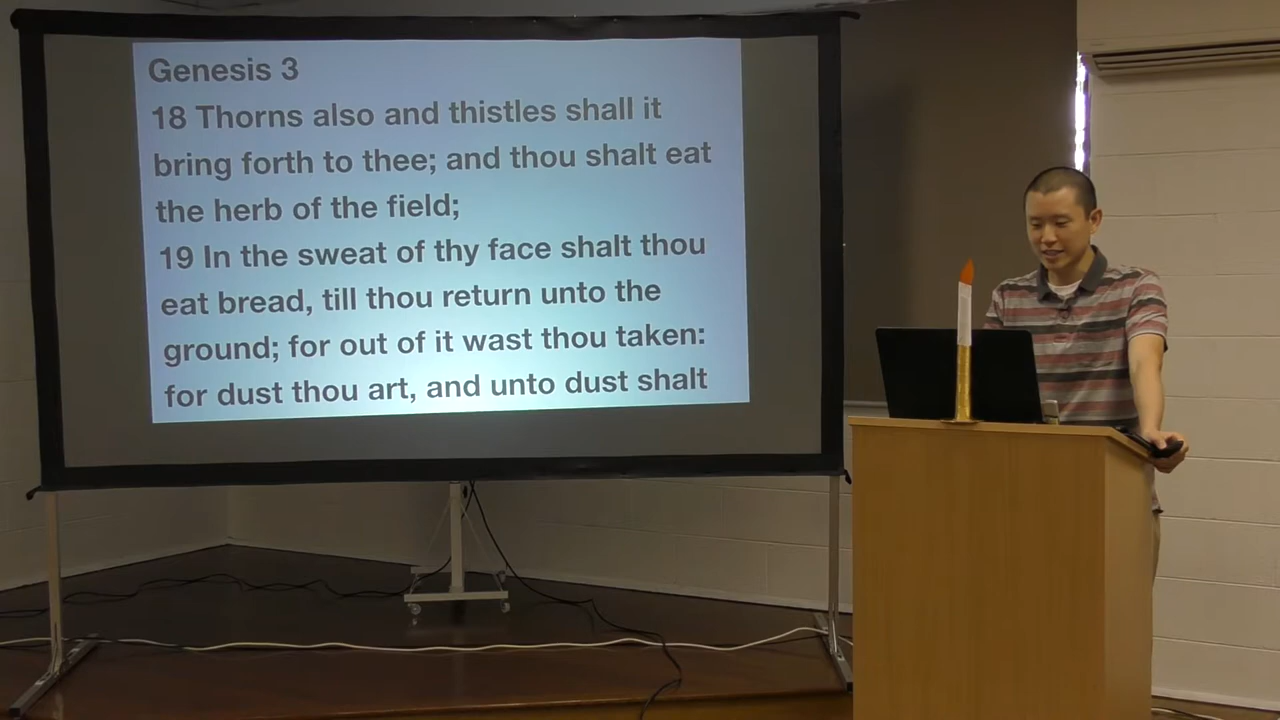 Genesis 3
18 Thorns also and thistles shall it
bring forth to thee; and thou shalt eat
the herb of the field;
19 In the sweat of thy face shalt thou
eat bread, till thou return unto the
ground; for out of it wast thou taken:
for dust thou art, and unto dust shalt